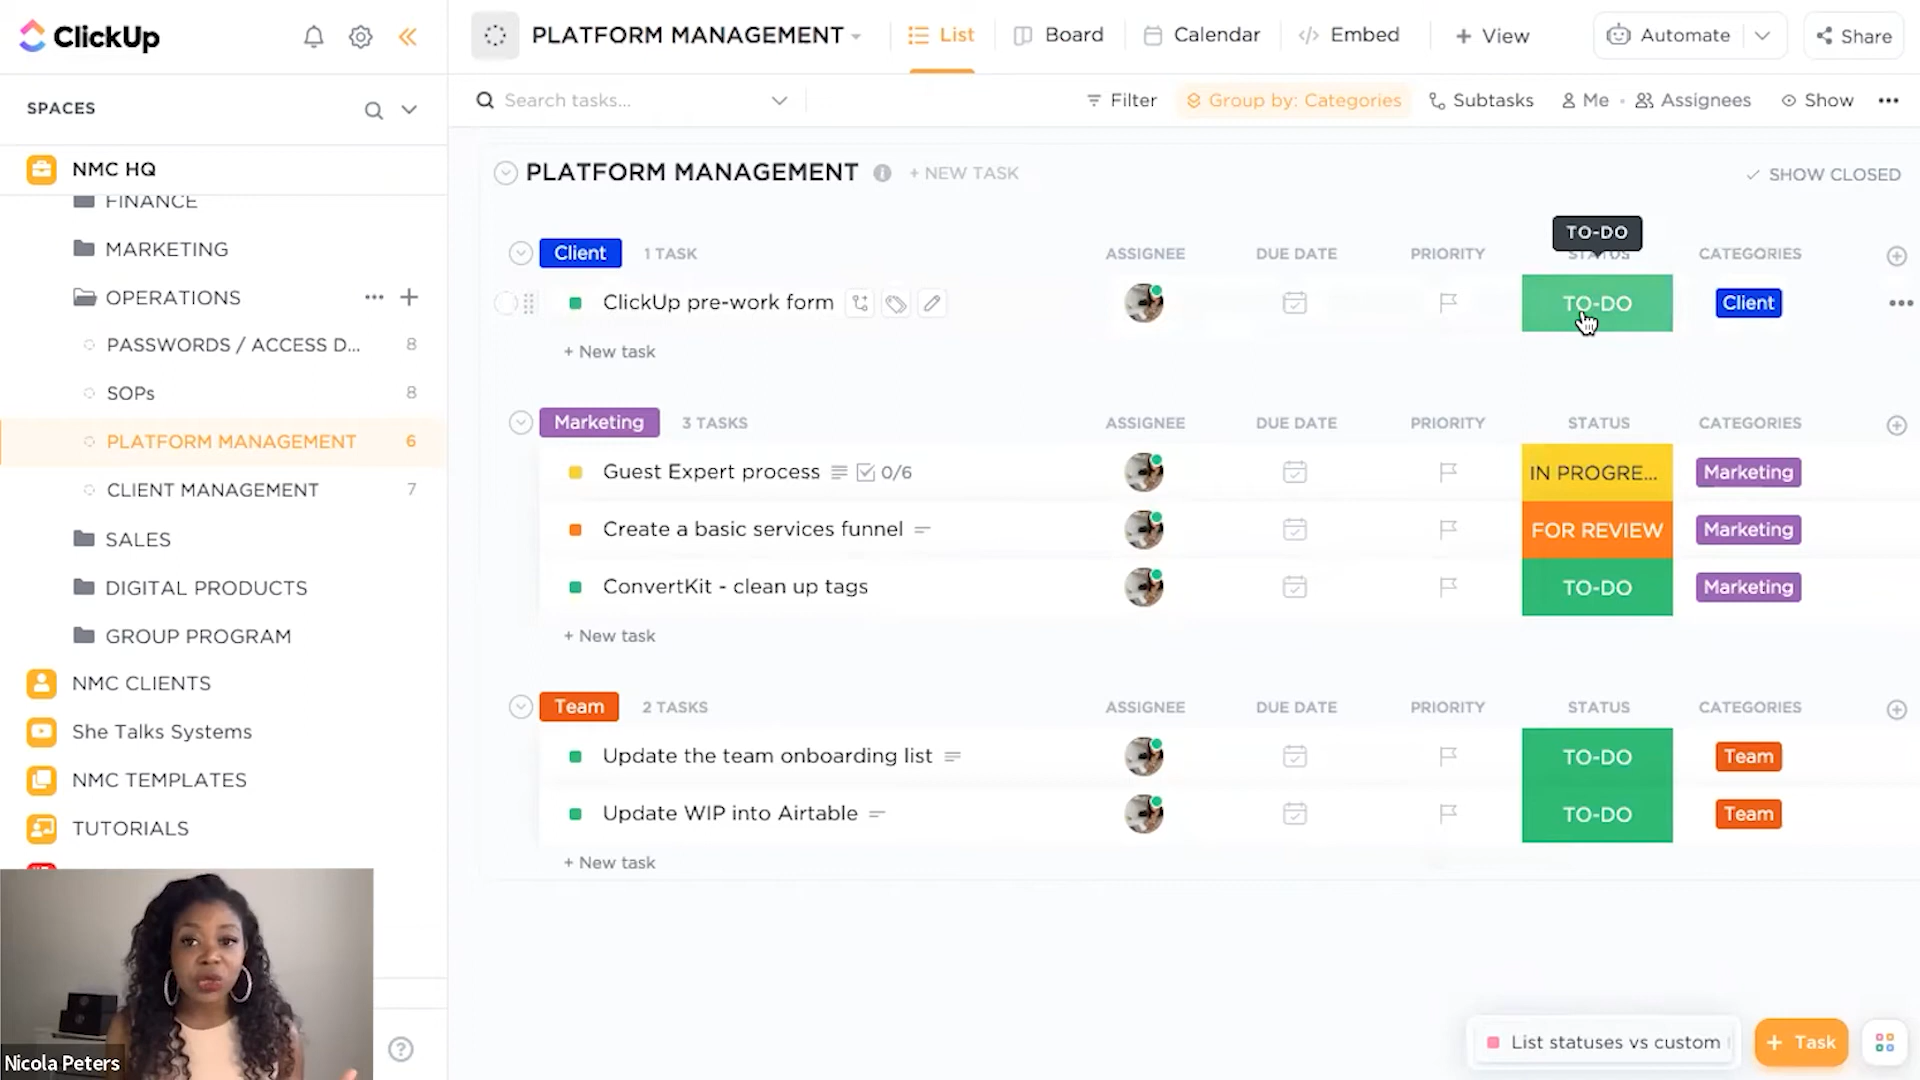 ClickUp
PLATFORM MANAGEMENT
List
Board
Calendar
Embed
+ View
Automate
Share
SPACES
Search tasks...
Filter
Group by: Categories
Subtasks
Me
Assignees
Show
NMC HQ
FINANCE
MARKETING
OPERATIONS
PASSWORDS / ACCESS D... 8
SOPs 8
PLATFORM MANAGEMENT 6
CLIENT MANAGEMENT 7
SALES
DIGITAL PRODUCTS
GROUP PROGRAM
NMC CLIENTS
She Talks Systems
NMC TEMPLATES
TUTORIALS
PLATFORM MANAGEMENT + NEW TASK SHOW CLOSED
TO-DO
Client 1 TASK ASSIGNEE DUE DATE PRIORITY STATUS CATEGORIES
ClickUp pre-work form TO-DO Client
+ New task
Marketing 3 TASKS ASSIGNEE DUE DATE PRIORITY STATUS CATEGORIES
Guest Expert process 0/6 IN PROGRE... Marketing
Create a basic services funnel FOR REVIEW Marketing
ConvertKit - clean up tags TO-DO Marketing
+ New task
Team 2 TASKS ASSIGNEE DUE DATE PRIORITY STATUS CATEGORIES
Update the team onboarding list TO-DO Team
Update WIP into Airtable TO-DO Team
+ New task
Nicola Peters
List statuses vs custom
+ Task